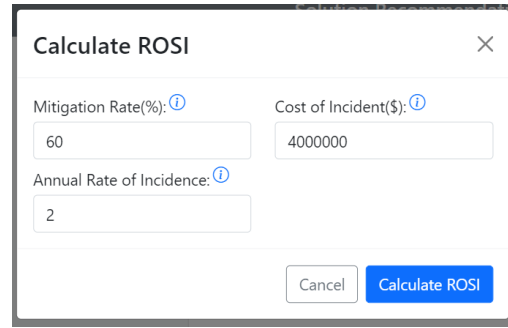 Solution Recommendat
Calculate ROSI
Mitigation Rate(%): Cost of Incident($):
60 4000000
Annual Rate of Incidence:
2
Cancel Calculate ROSI